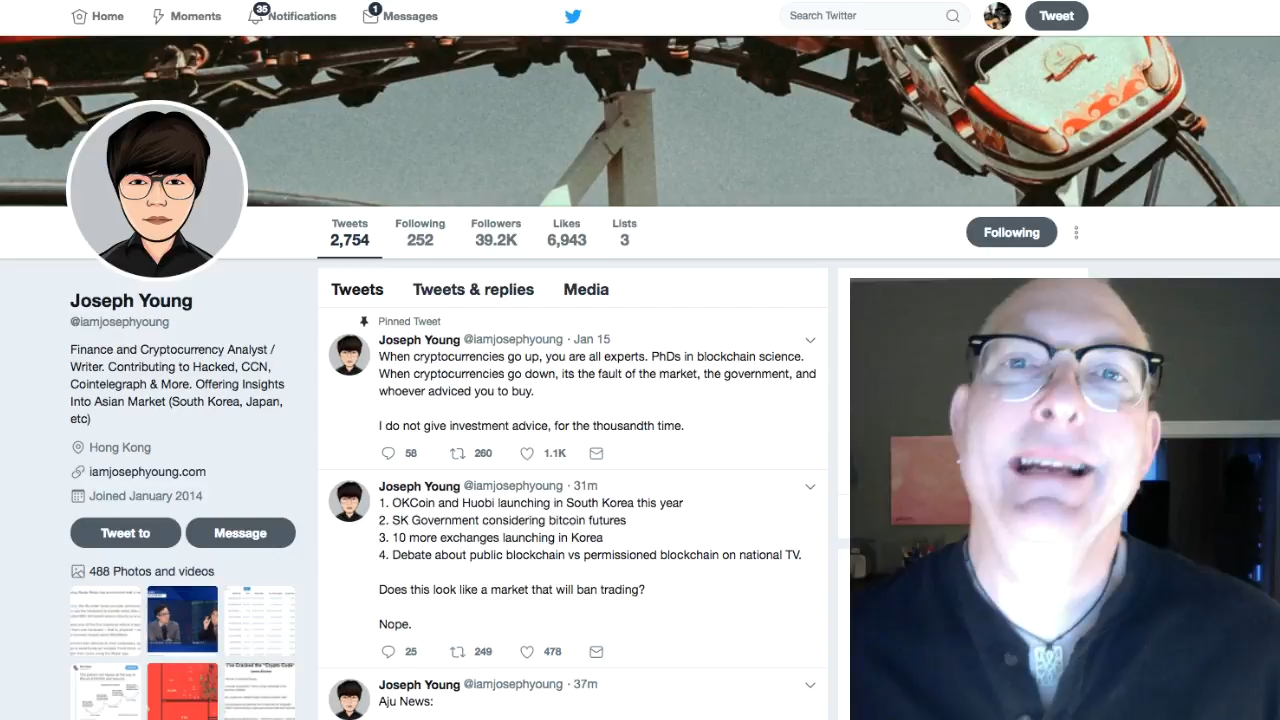 Home
Moments
35
Notifications
1
Messages
Search Twitter
Tweet
Tweets
2,754
Following
252
Followers
39.2K
Likes
6,943
Lists
3
Following
Joseph Young
@iamjosephyoung
Finance and Cryptocurrency Analyst /
Writer. Contributing to Hacked, CCN,
Cointelegraph & More. Offering Insights
Into Asian Market (South Korea, Japan,
etc)
Hong Kong
iamjosephyoung.com
Joined January 2014
Tweet to
Message
488 Photos and videos
Tweets
Tweets & replies
Media
Pinned Tweet
Joseph Young @iamjosephyoung · Jan 15
When cryptocurrencies go up, you are all experts. PhDs in blockchain science.
When cryptocurrencies go down, its the fault of the market, the government, and
whoever adviced you to buy.
I do not give investment advice, for the thousandth time.
58
260
1.1K
Joseph Young @iamjosephyoung · 31m
1. OKCoin and Huobi launching in South Korea this year
2. SK Government considering bitcoin futures
3. 10 more exchanges launching in Korea
4. Debate about public blockchain vs permissioned blockchain on national TV.
Does this look like a market that will ban trading?
Nope.
25
249
478
Joseph Young @iamjosephyoung · 37m
Aju News: